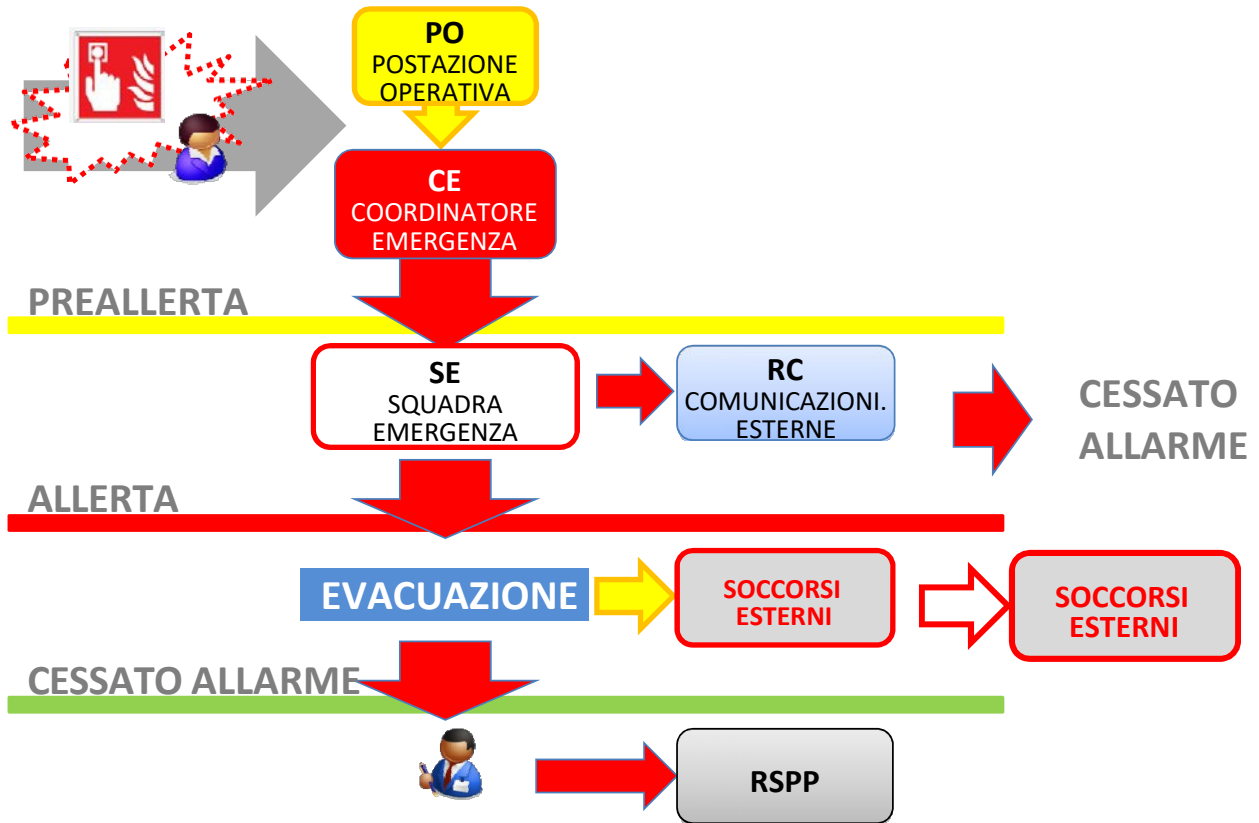 PO
POSTAZIONE
OPERATIVA
CE
COORDINATORE
EMERGENZA
PREALLERTA
SE
SQUADRA
EMERGENZA
RC
COMUNICAZIONI.
ESTERNE
CESSATO
ALLARME
ALLERTA
EVACUAZIONE
SOCCORSI
ESTERNI
SOCCORSI
ESTERNI
CESSATO ALLARME
RSPP